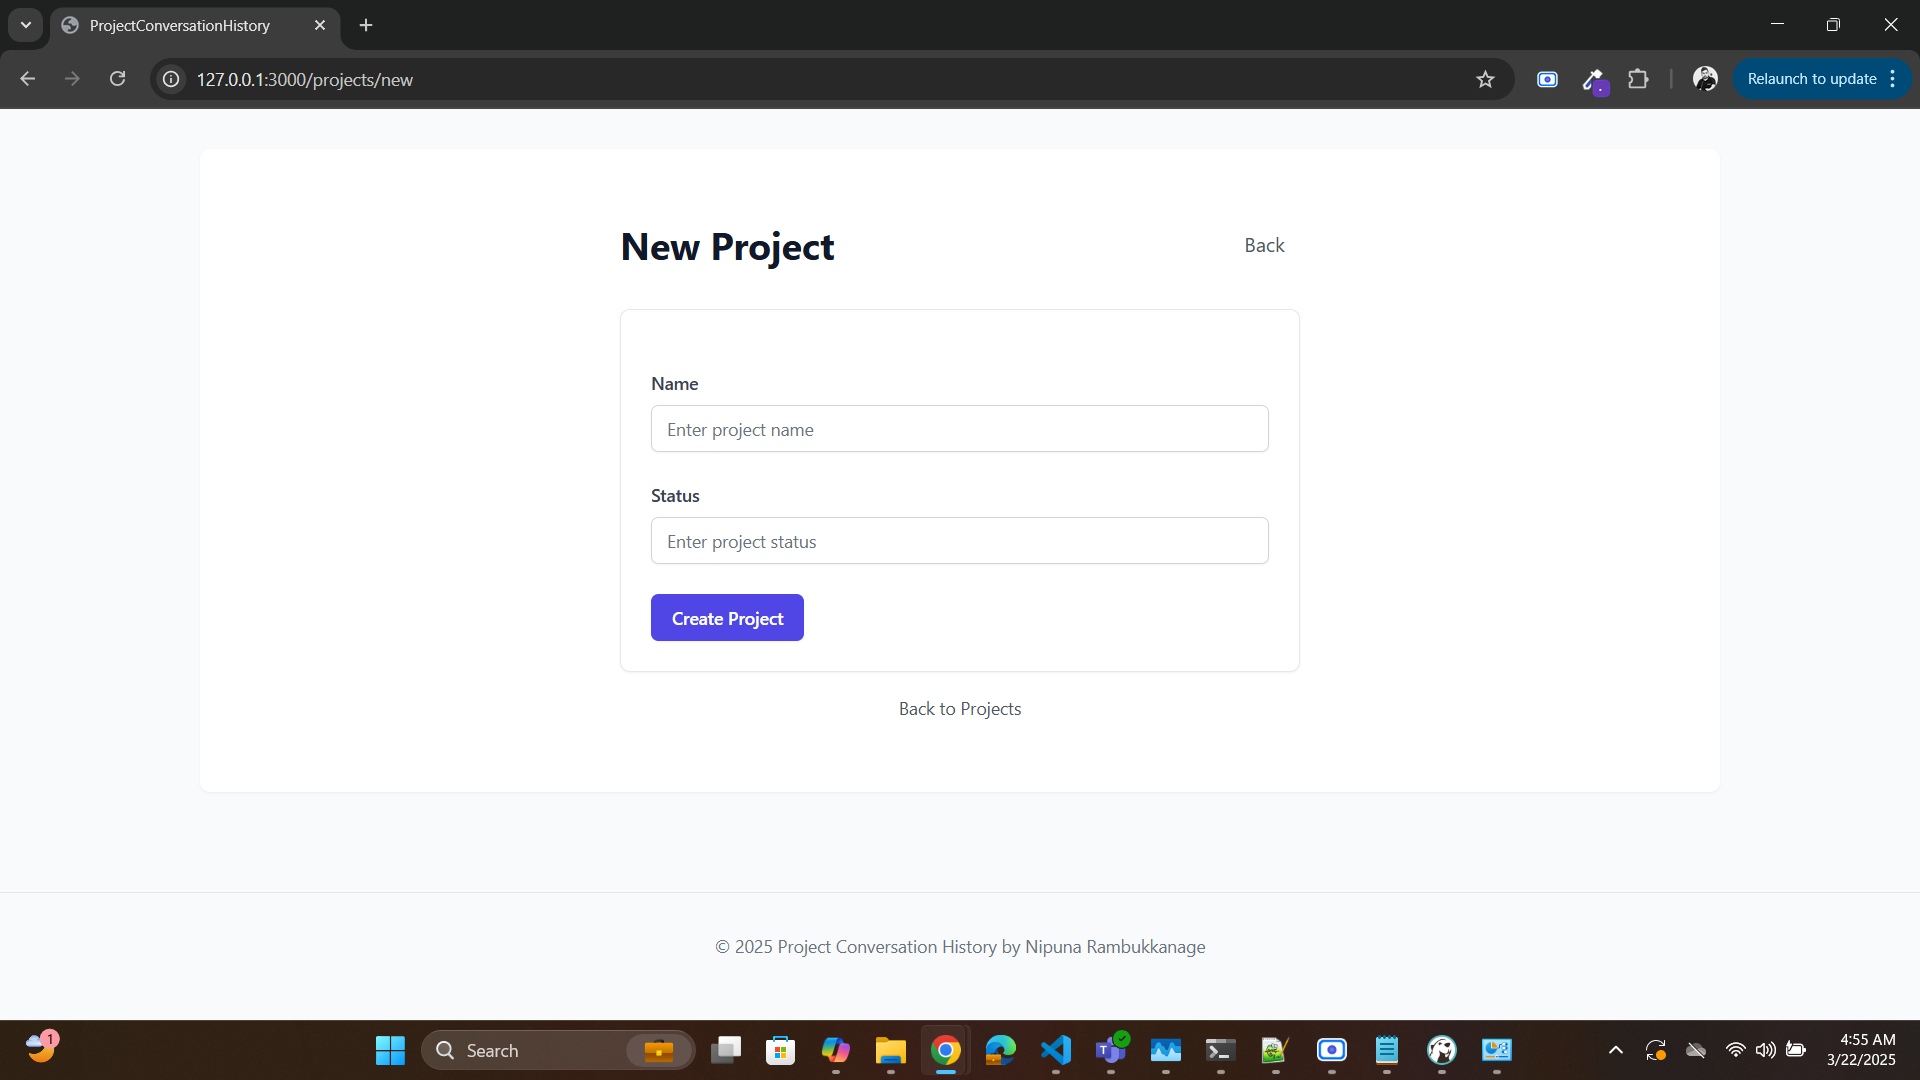 ProjectConversationHistory
127.0.0.1:3000/projects/new
Relaunch to update
New Project
Back
Name
Enter project name
Status
Enter project status
Create Project
Back to Projects
© 2025 Project Conversation History by Nipuna Rambukkanage
1
Search
T
4:55 AM
3/22/2025